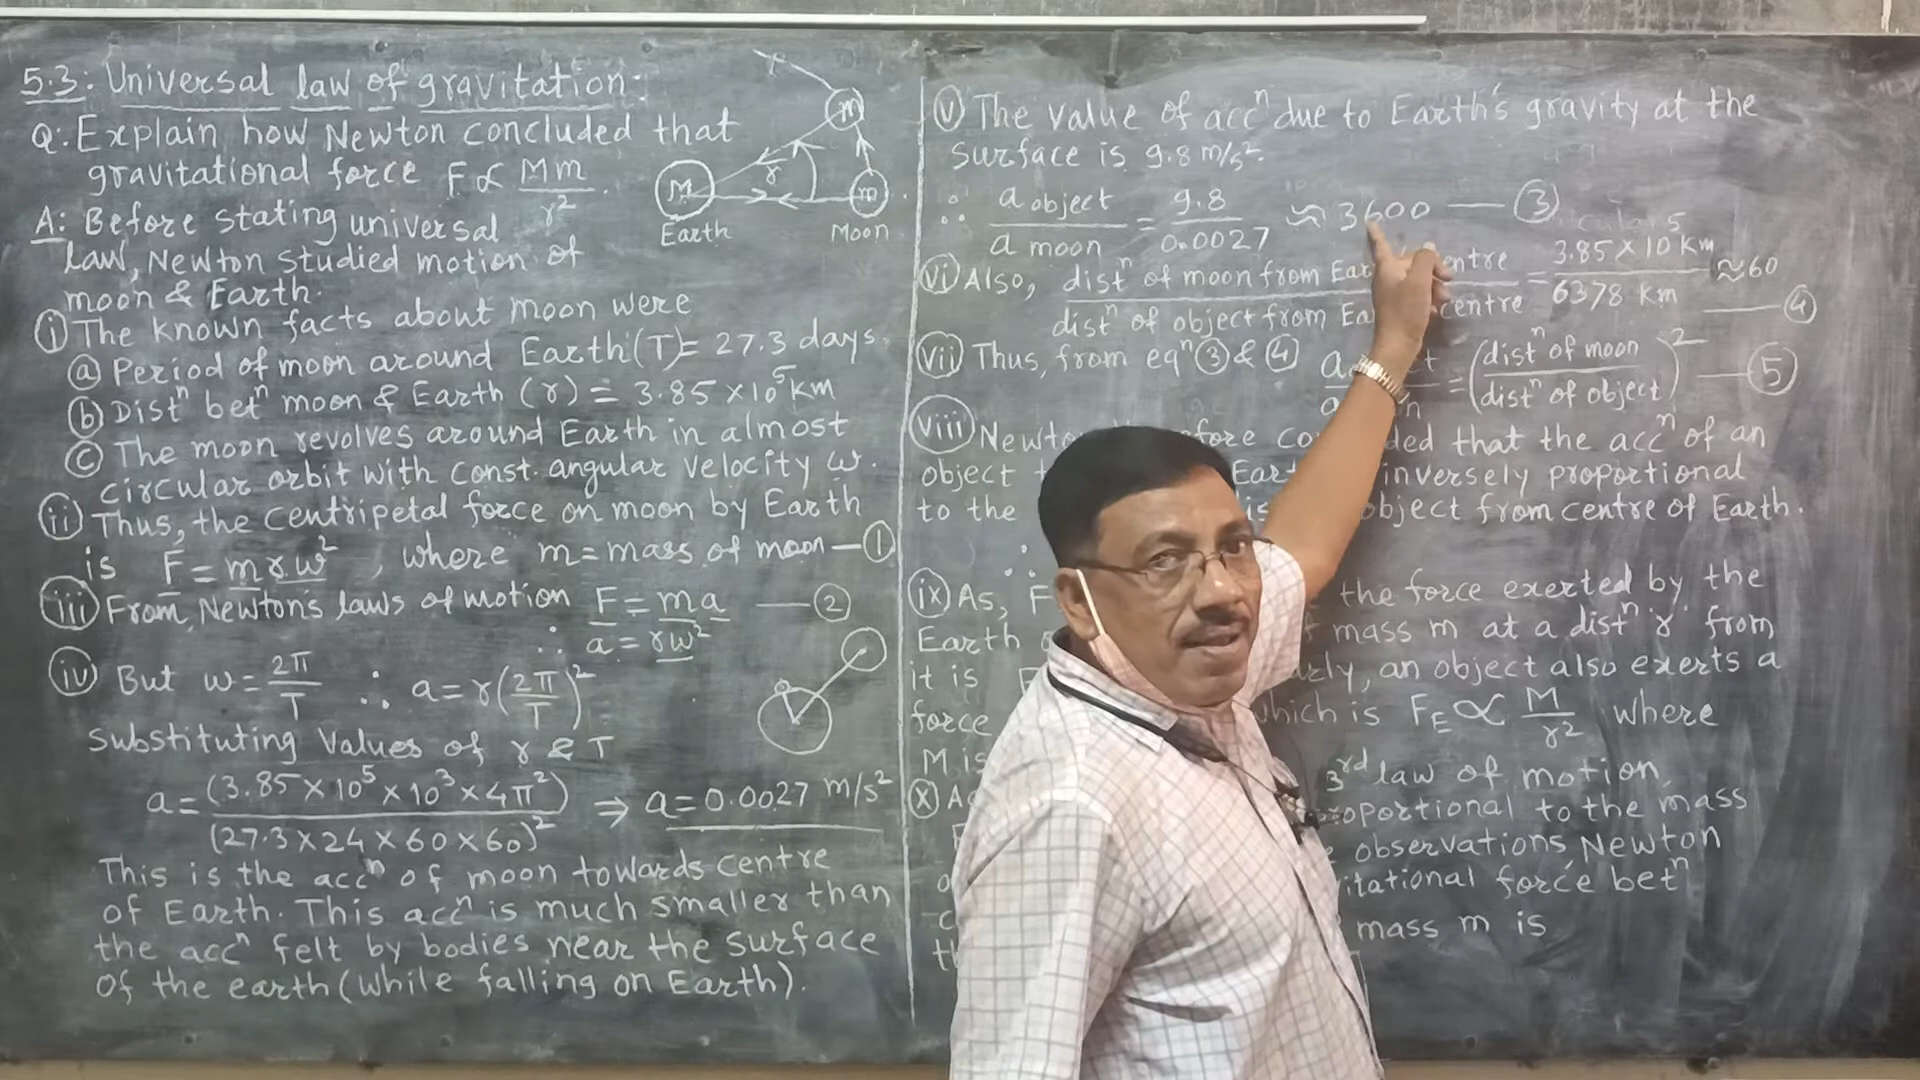 5.3: Universal law of gravitation:
Q: Explain how Newton concluded that
gravitational force F ∝ Mm/r²
A: Before stating universal
law, Newton studied motion of
moon & Earth.
M
m
m
r
Earth
Moon
(i) The known facts about moon were
(a) Period of moon around Earth (T) = 27.3 days.
(b) Distⁿ betⁿ moon & Earth (r) = 3.85 × 10⁵ km
(c) The moon revolves around Earth in almost
circular orbit with const. angular velocity ω.
(ii) Thus, the centripetal force on moon by Earth
is F = mrω² , where m = mass of moon — (1)
(iii) From, Newton's laws of motion F = ma — (2)
∴ a = rω²
(iv) But ω = 2π/T ∴ a = r(2π/T)²
Substituting values of r & T
a = (3.85 × 10⁵ × 10³ × 4π²)/(27.3 × 24 × 60 × 60)² ⇒ a = 0.0027 m/s²
This is the accⁿ of moon towards centre
of Earth. This accⁿ is much smaller than
the accⁿ felt by bodies near the surface
of the earth (while falling on Earth).
(v) The value of accⁿ due to Earth's gravity at the
surface is 9.8 m/s².
∴ a object / a moon = 9.8/0.0027 ≈ 3600 — (3)
(vi) Also, distⁿ of moon from centre / distⁿ of object from centre = 3.85 × 10⁵ km / 6378 km ≈ 60 — (4)
(vii) Thus, from eqⁿ (3) & (4) a = (distⁿ of moon / distⁿ of object)² — (5)
(viii) that the accⁿ of an
object inversely proportional
to the object from centre of Earth.
(ix) As, F the force exerted by the
Earth mass m at a distⁿ 'r' from
it is an object also exerts a
force which is F_E ∝ M/r² where
M is
(x) 3rd law of motion,
to the mass
observations, Newton
force betⁿ
mass m is